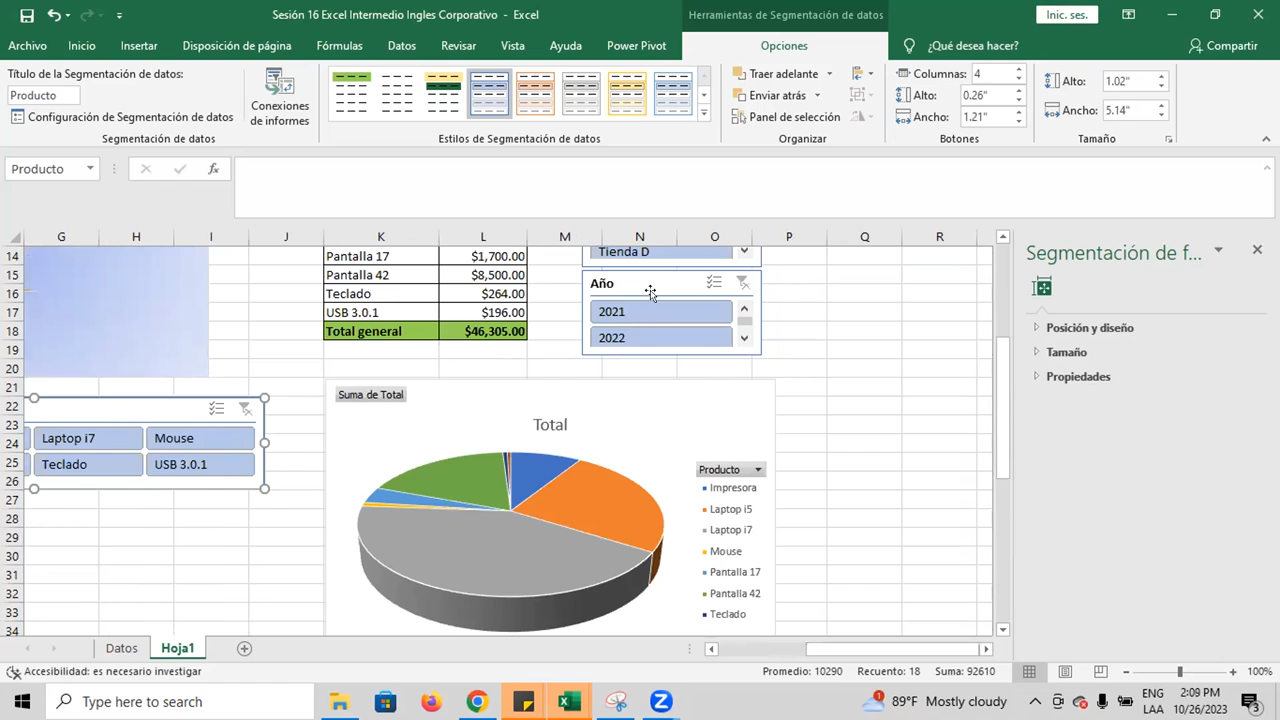 Sesión 16 Excel Intermedio Ingles Corporativo - Excel
Herramientas de Segmentación de datos
Inic. ses.
Archivo Inicio Insertar Disposición de página Fórmulas Datos Revisar Vista Ayuda Power Pivot Opciones ¿Qué desea hacer? Compartir
Título de la Segmentación de datos:
Producto
Configuración de Segmentación de datos
Segmentación de datos
Conexiones
de informes
Estilos de Segmentación de datos
Traer adelante
Enviar atrás
Panel de selección
Organizar
Columnas: 4
Alto: 0.26"
Ancho: 1.21"
Botones
Alto: 1.02"
Ancho: 5.14"
Tamaño
Producto fx
G H I J K L M N O P Q R
14 Pantalla 17 $1,700.00
15 Pantalla 42 $8,500.00
16 Teclado $264.00
17 USB 3.0.1 $196.00
18 Total general $46,305.00
19
20
21
22
23
24
25
26
27
28
29
30
31
32
33
34
Tienda D
Año
2021
2022
Laptop i7 Mouse
Teclado USB 3.0.1
Suma de Total
Total
Producto
Impresora
Laptop i5
Laptop i7
Mouse
Pantalla 17
Pantalla 42
Teclado
Segmentación de f...
Posición y diseño
Tamaño
Propiedades
Datos Hoja1
Accesibilidad: es necesario investigar
Promedio: 10290 Recuento: 18 Suma: 92610
100%
Type here to search
89°F Mostly cloudy
ENG
LAA
2:09 PM
10/26/2023
3